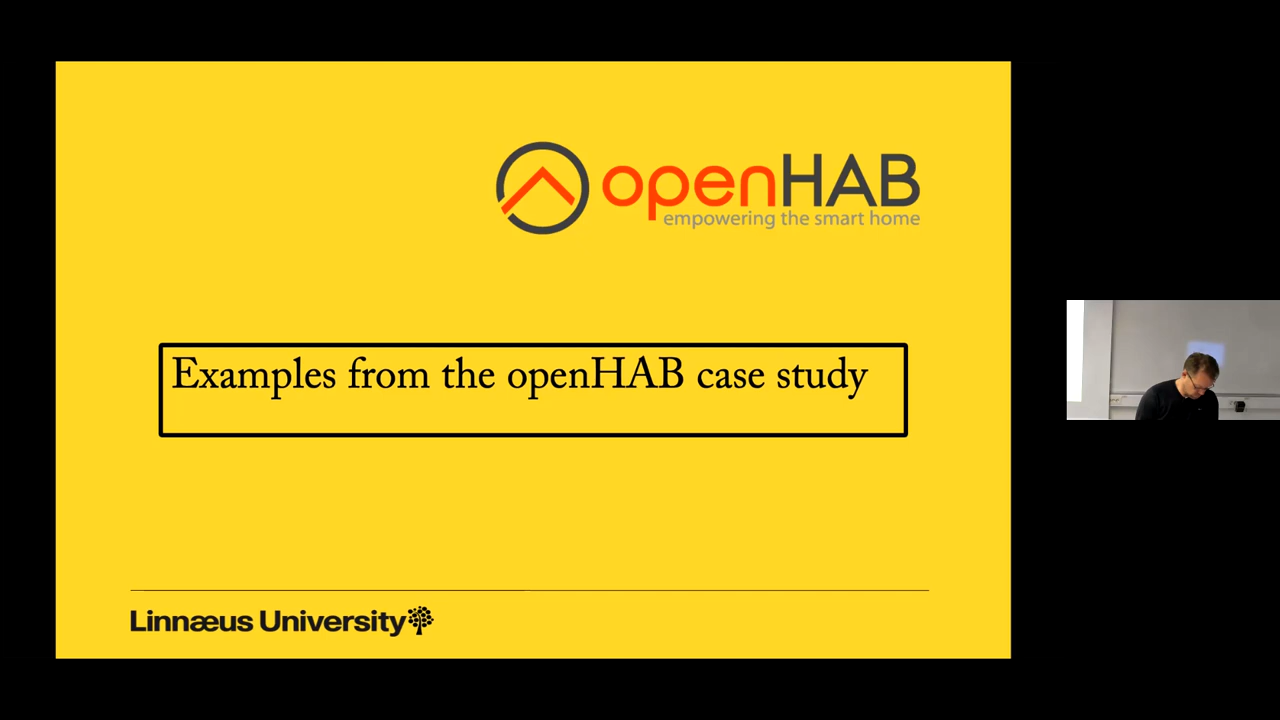 openHAB
empowering the smart home
Examples from the openHAB case study
Linnæus University